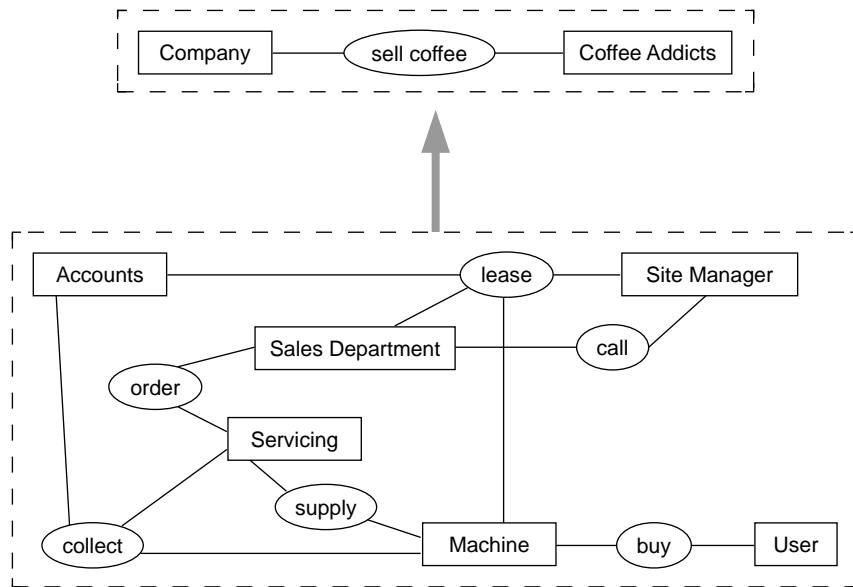 Company
sell coffee
Coffee Addicts
Accounts
lease
Site Manager
Sales Department
call
order
Servicing
supply
collect
Machine
buy
User